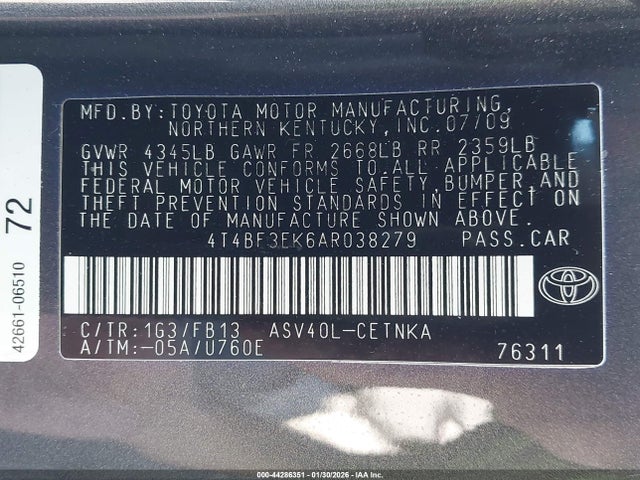 MFD.BY:TOYOTA MOTOR MANUFACTURING,
NORTHERN KENTUCKY,INC.07/09
GVWR 4345LB GAWR FR 2668LB RR 2359LB
THIS VEHICLE CONFORMS TO ALL APPLICABLE
FEDERAL MOTOR VEHICLE SAFETY,BUMPER,AND
THEFT PREVENTION STANDARDS IN EFFECT ON
THE DATE OF MANUFACTURE SHOWN ABOVE.
4T4BF3EK6AR038279 PASS.CAR
C/TR:1G3/FB13 ASV40L-CETNKA
A/TM:-05A/U760E 76311
42661-06510 72
000-44286351 - 01/30/2026 - IAA Inc.